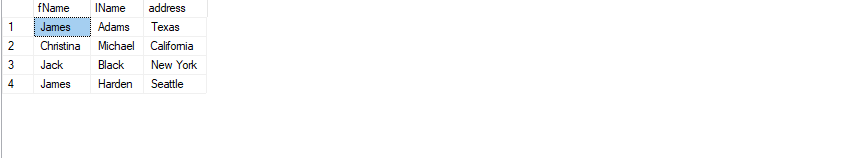 fName lName address
1 James Adams Texas
2 Christina Michael California
3 Jack Black New York
4 James Harden Seattle